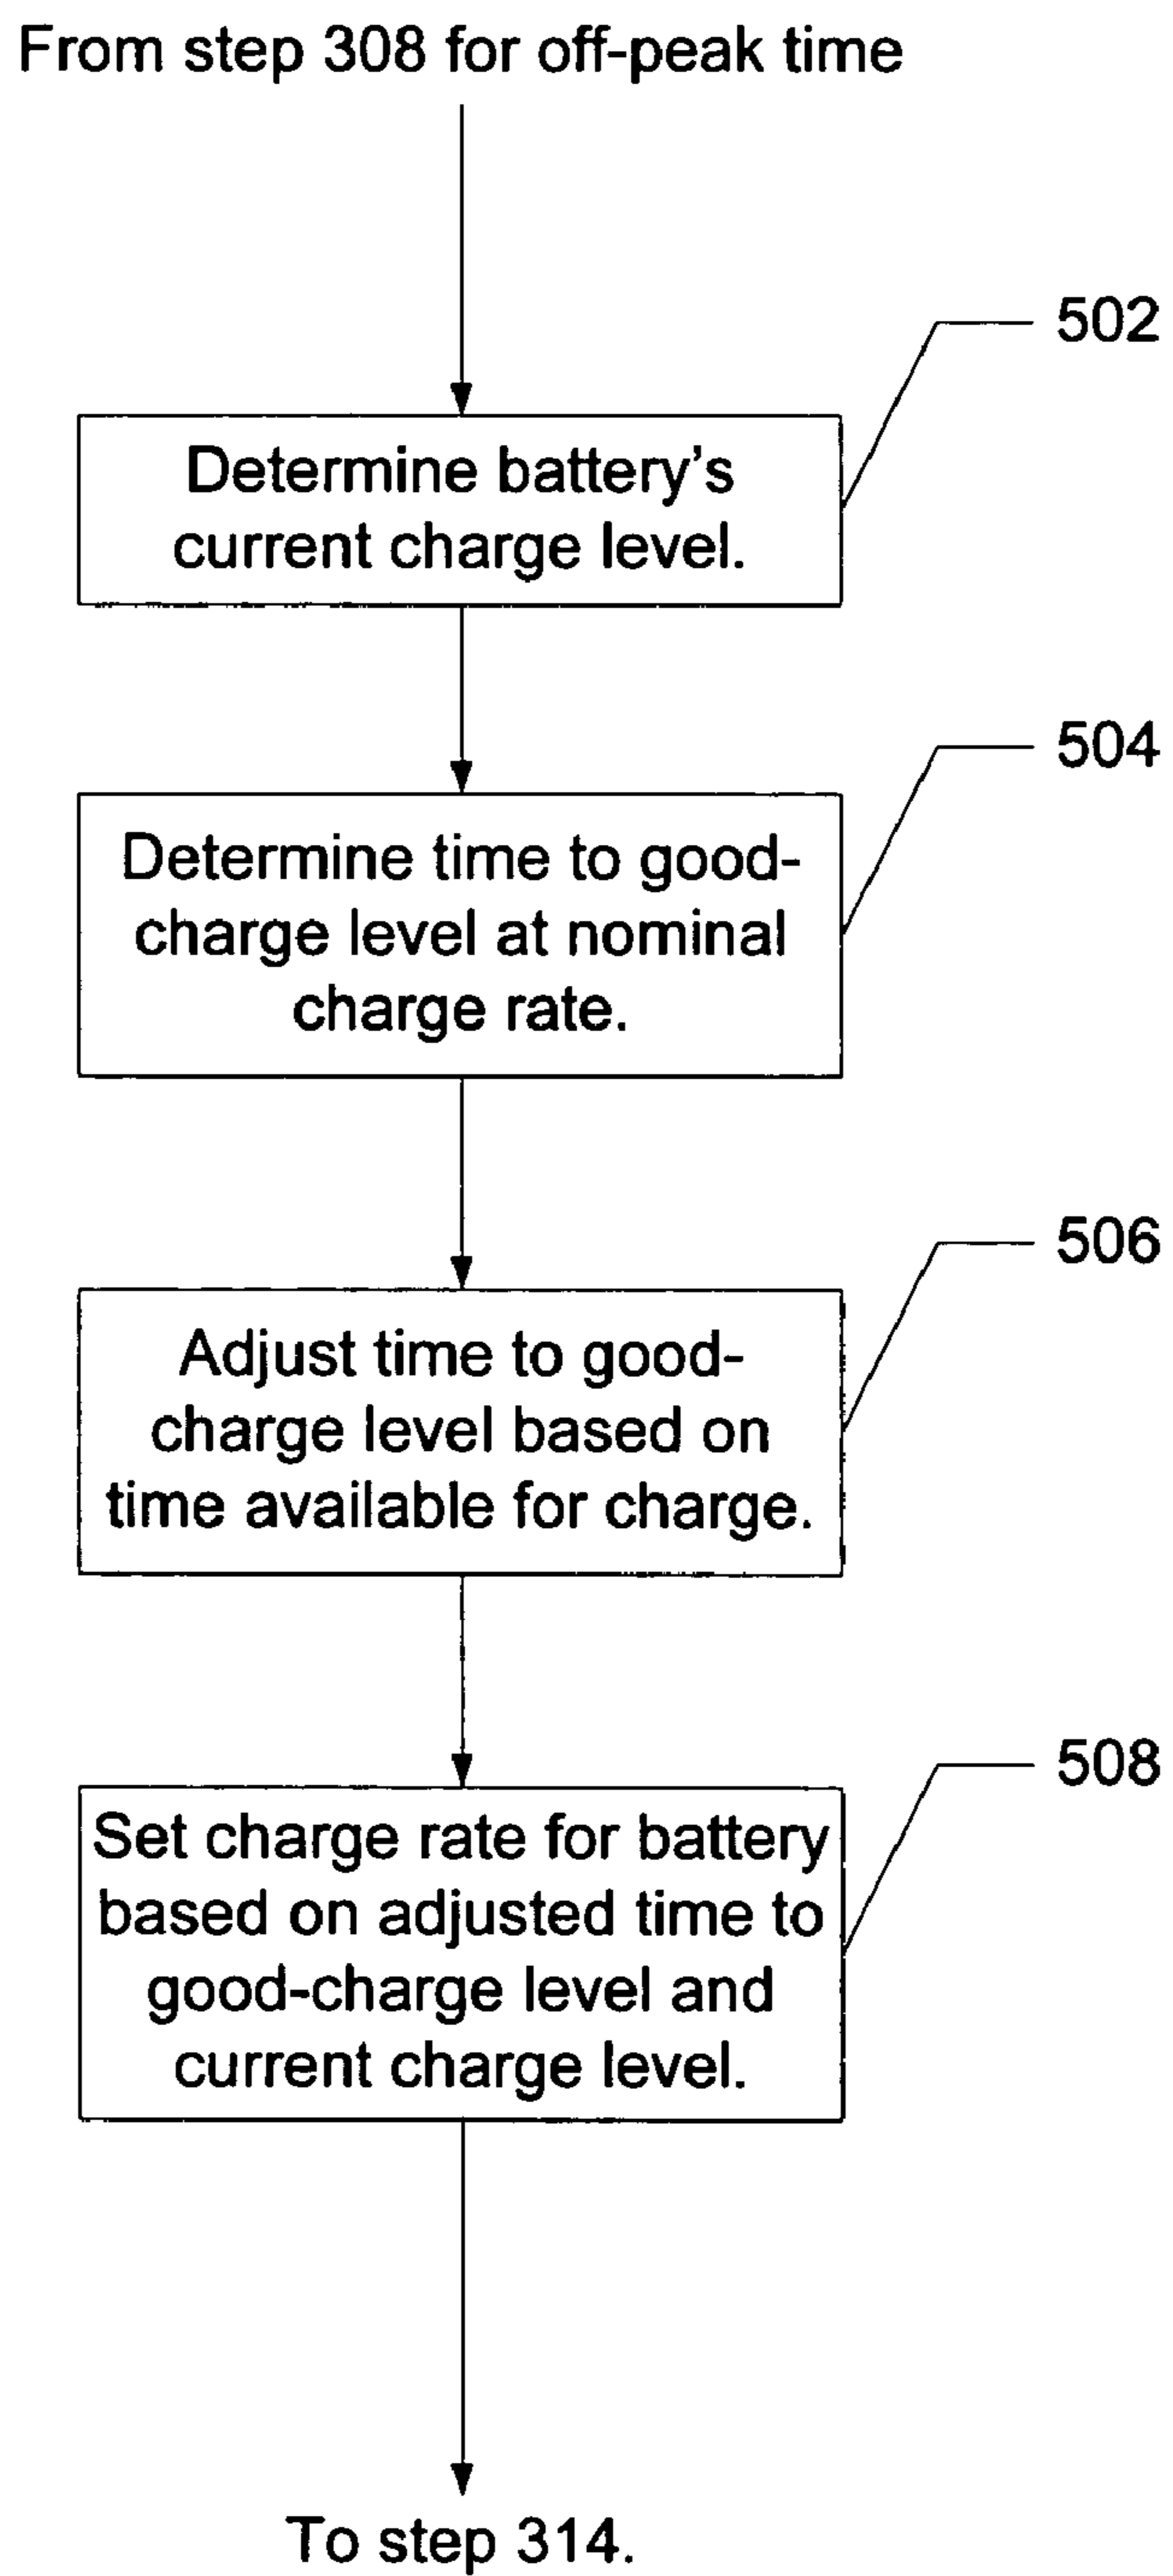 From step 308 for off-peak time
502
Determine battery's
current charge level.
504
Determine time to good-
charge level at nominal
charge rate.
506
Adjust time to good-
charge level based on
time available for charge.
508
Set charge rate for battery
based on adjusted time to
good-charge level and
current charge level.
To step 314.